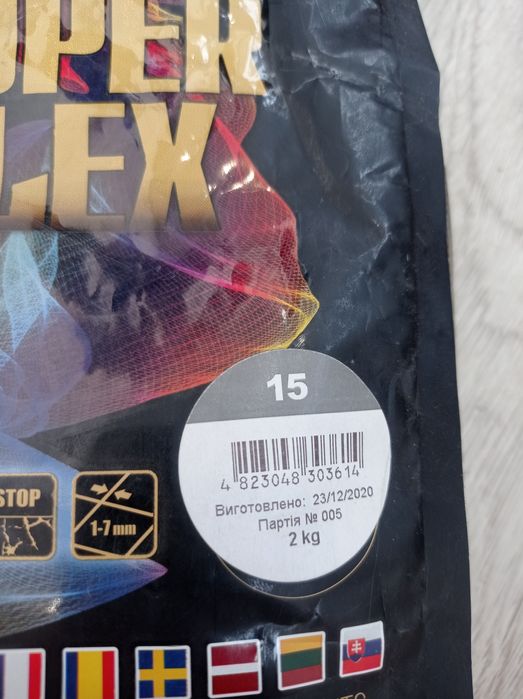 UPER
LEX
15
4 823048 303614
Виготовлено: 23/12/2020
Партія № 005
2 kg
STOP
1-7 mm